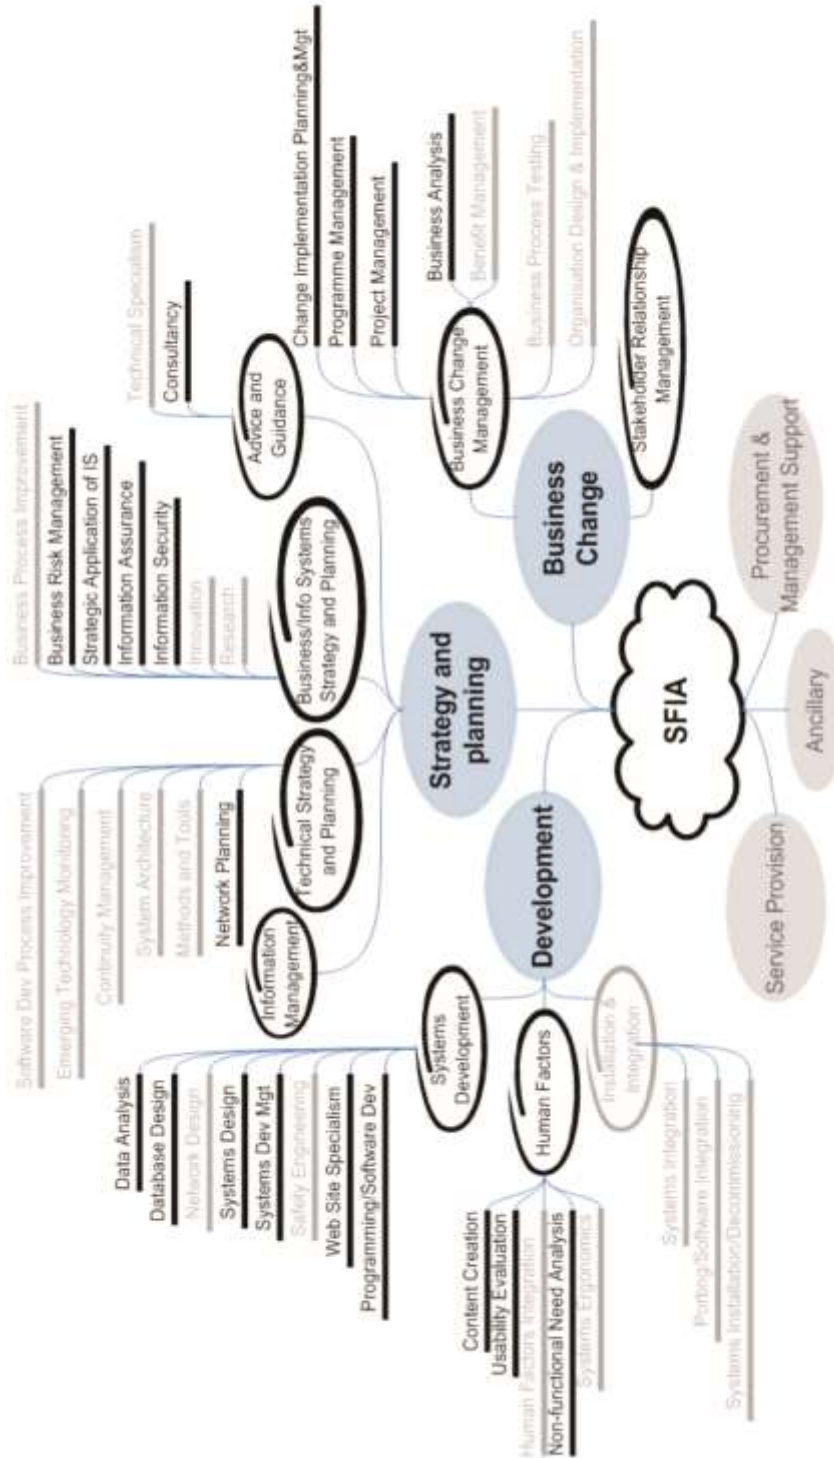 Software Dev Process Improvement
Emerging Technology Monitoring
Continuity Management
System Architecture
Methods and Tools
Network Planning
Technical Strategy
and Planning
Information
Management
Business Process Improvement
Business Risk Management
Strategic Application of IS
Information Assurance
Information Security
Innovation
Research
Business/Info Systems
Strategy and Planning
Technical Specialism
Consultancy
Advice and
Guidance
Strategy and
planning
Data Analysis
Database Design
Network Design
Systems Design
Systems Dev Mgt
Safety Engineering
Web Site Specialism
Programming/Software Dev
Systems
Development
Content Creation
Usability Evaluation
Human Factors Integration
Non-functional Need Analysis
Systems Ergonomics
Human Factors
Systems Integration
Porting/Software Integration
Systems Installation/Decommissioning
Installation &
Integration
Development
Change Implementation Planning&Mgt
Programme Management
Project Management
Business Analysis
Benefit Management
Business Process Testing
Organisation Design & Implementation
Business Change
Management
Stakeholder Relationship
Management
Business
Change
SFIA
Service Provision
Ancillary
Procurement &
Management Support